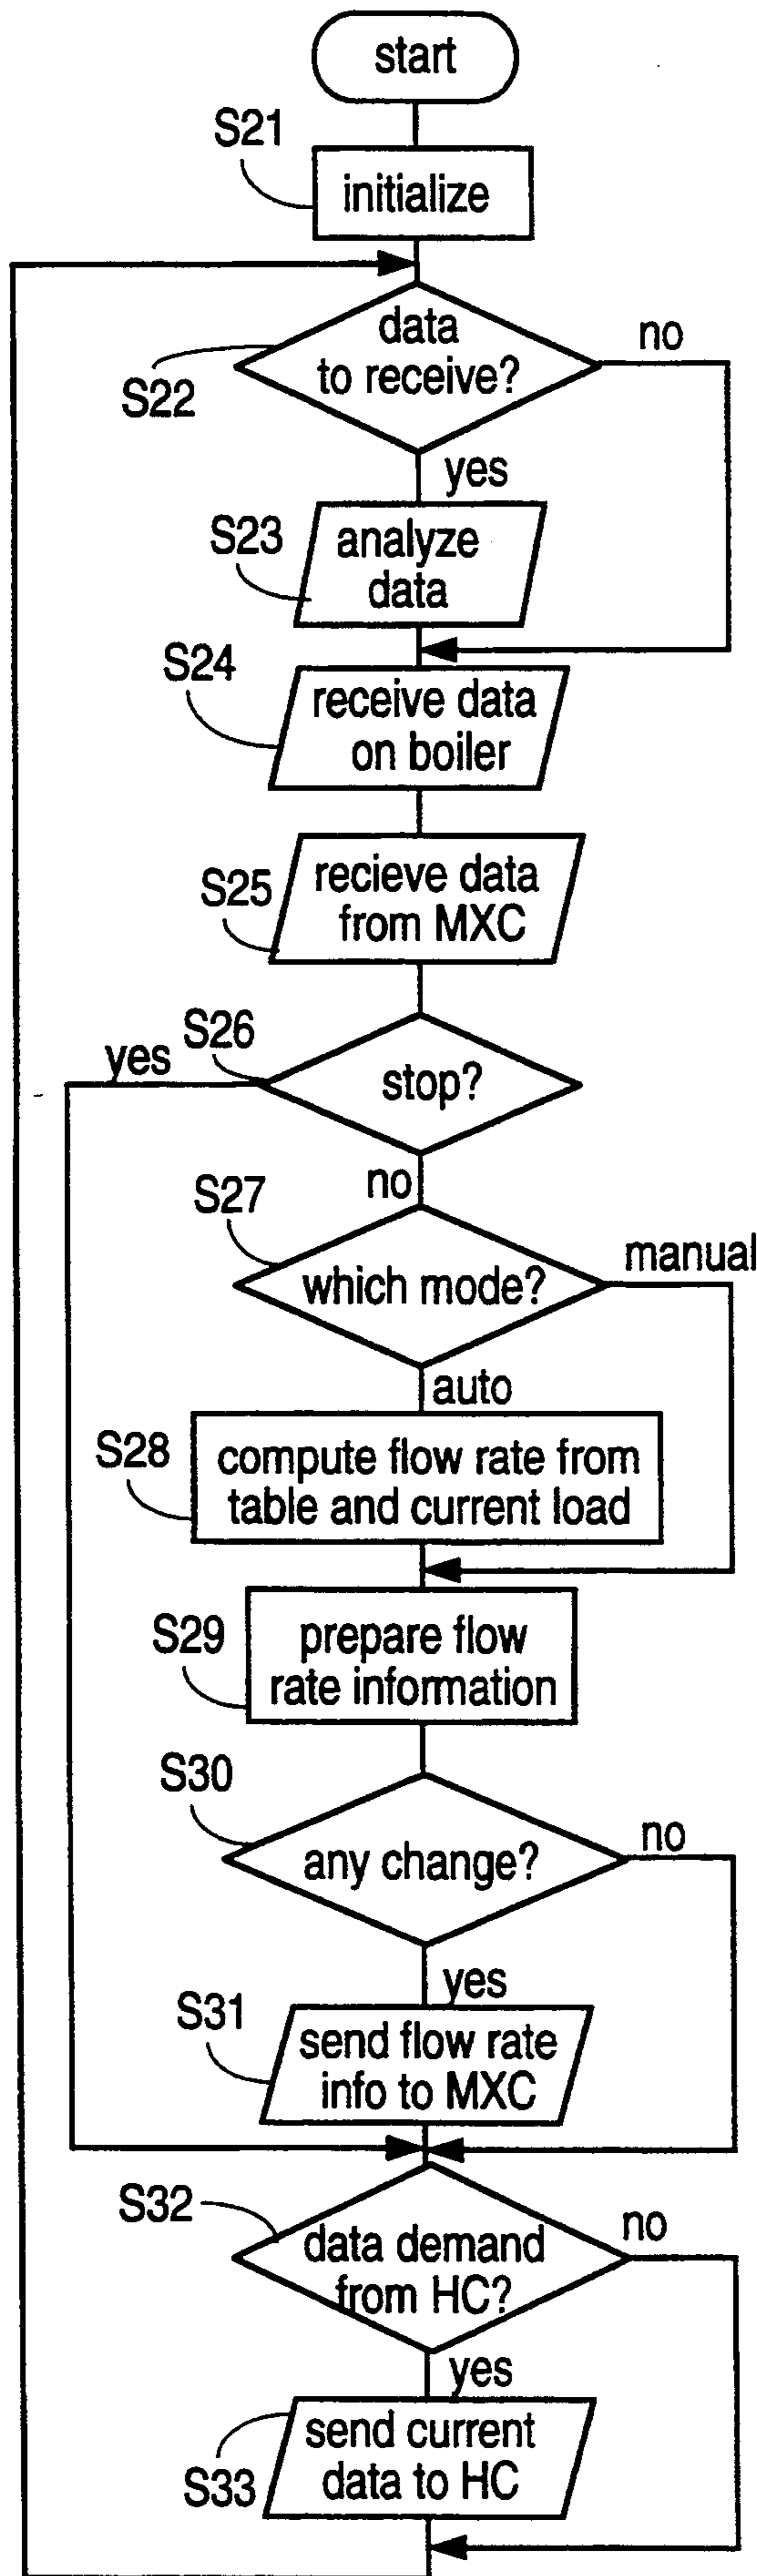 start
S21
initialize
data
to receive?
no
S22
yes
S23
analyze
data
S24
receive data
on boiler
S25
recieve data
from MXC
S26
yes
stop?
no
S27
manual
which mode?
auto
S28
compute flow rate from
table and current load
S29
prepare flow
rate information
S30
no
any change?
yes
S31
send flow rate
info to MXC
S32
no
data demand
from HC?
yes
S33
send current
data to HC